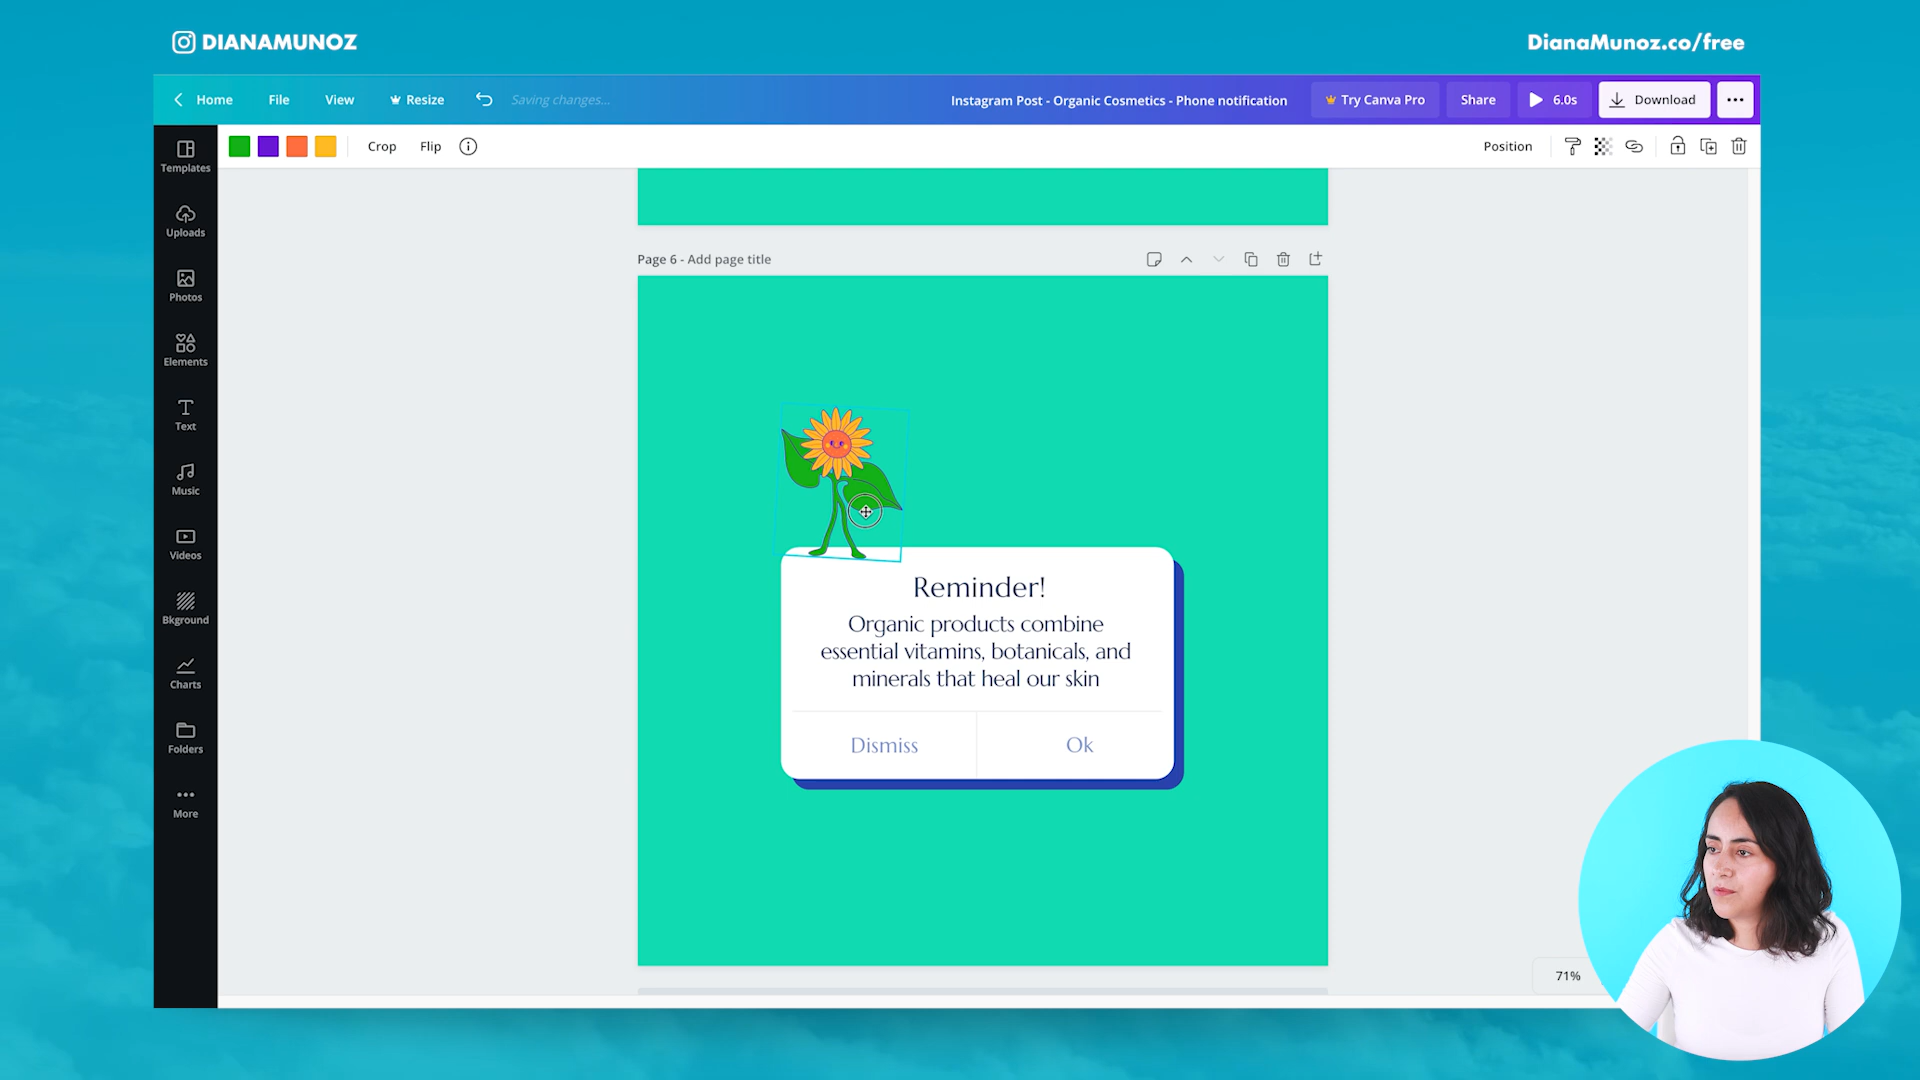 DIANAMUNOZ
DianaMunoz.co/free
Home
File
View
Resize
Saving changes...
Instagram Post - Organic Cosmetics - Phone notification
Try Canva Pro
Share
6.0s
Download
Templates
Uploads
Photos
Elements
Text
Music
Videos
Bkground
Charts
Folders
More
Crop
Flip
Position
Page 6 - Add page title
Reminder!
Organic products combine
essential vitamins, botanicals, and
minerals that heal our skin
Dismiss
Ok
71%